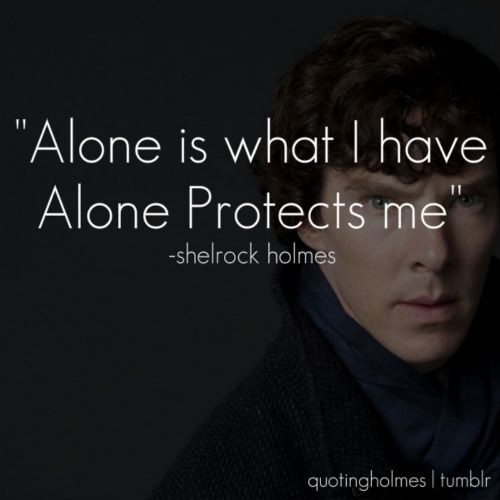 "Alone is what I have
Alone Protects me"
-shelrock holmes
quotingholmes | tumblr